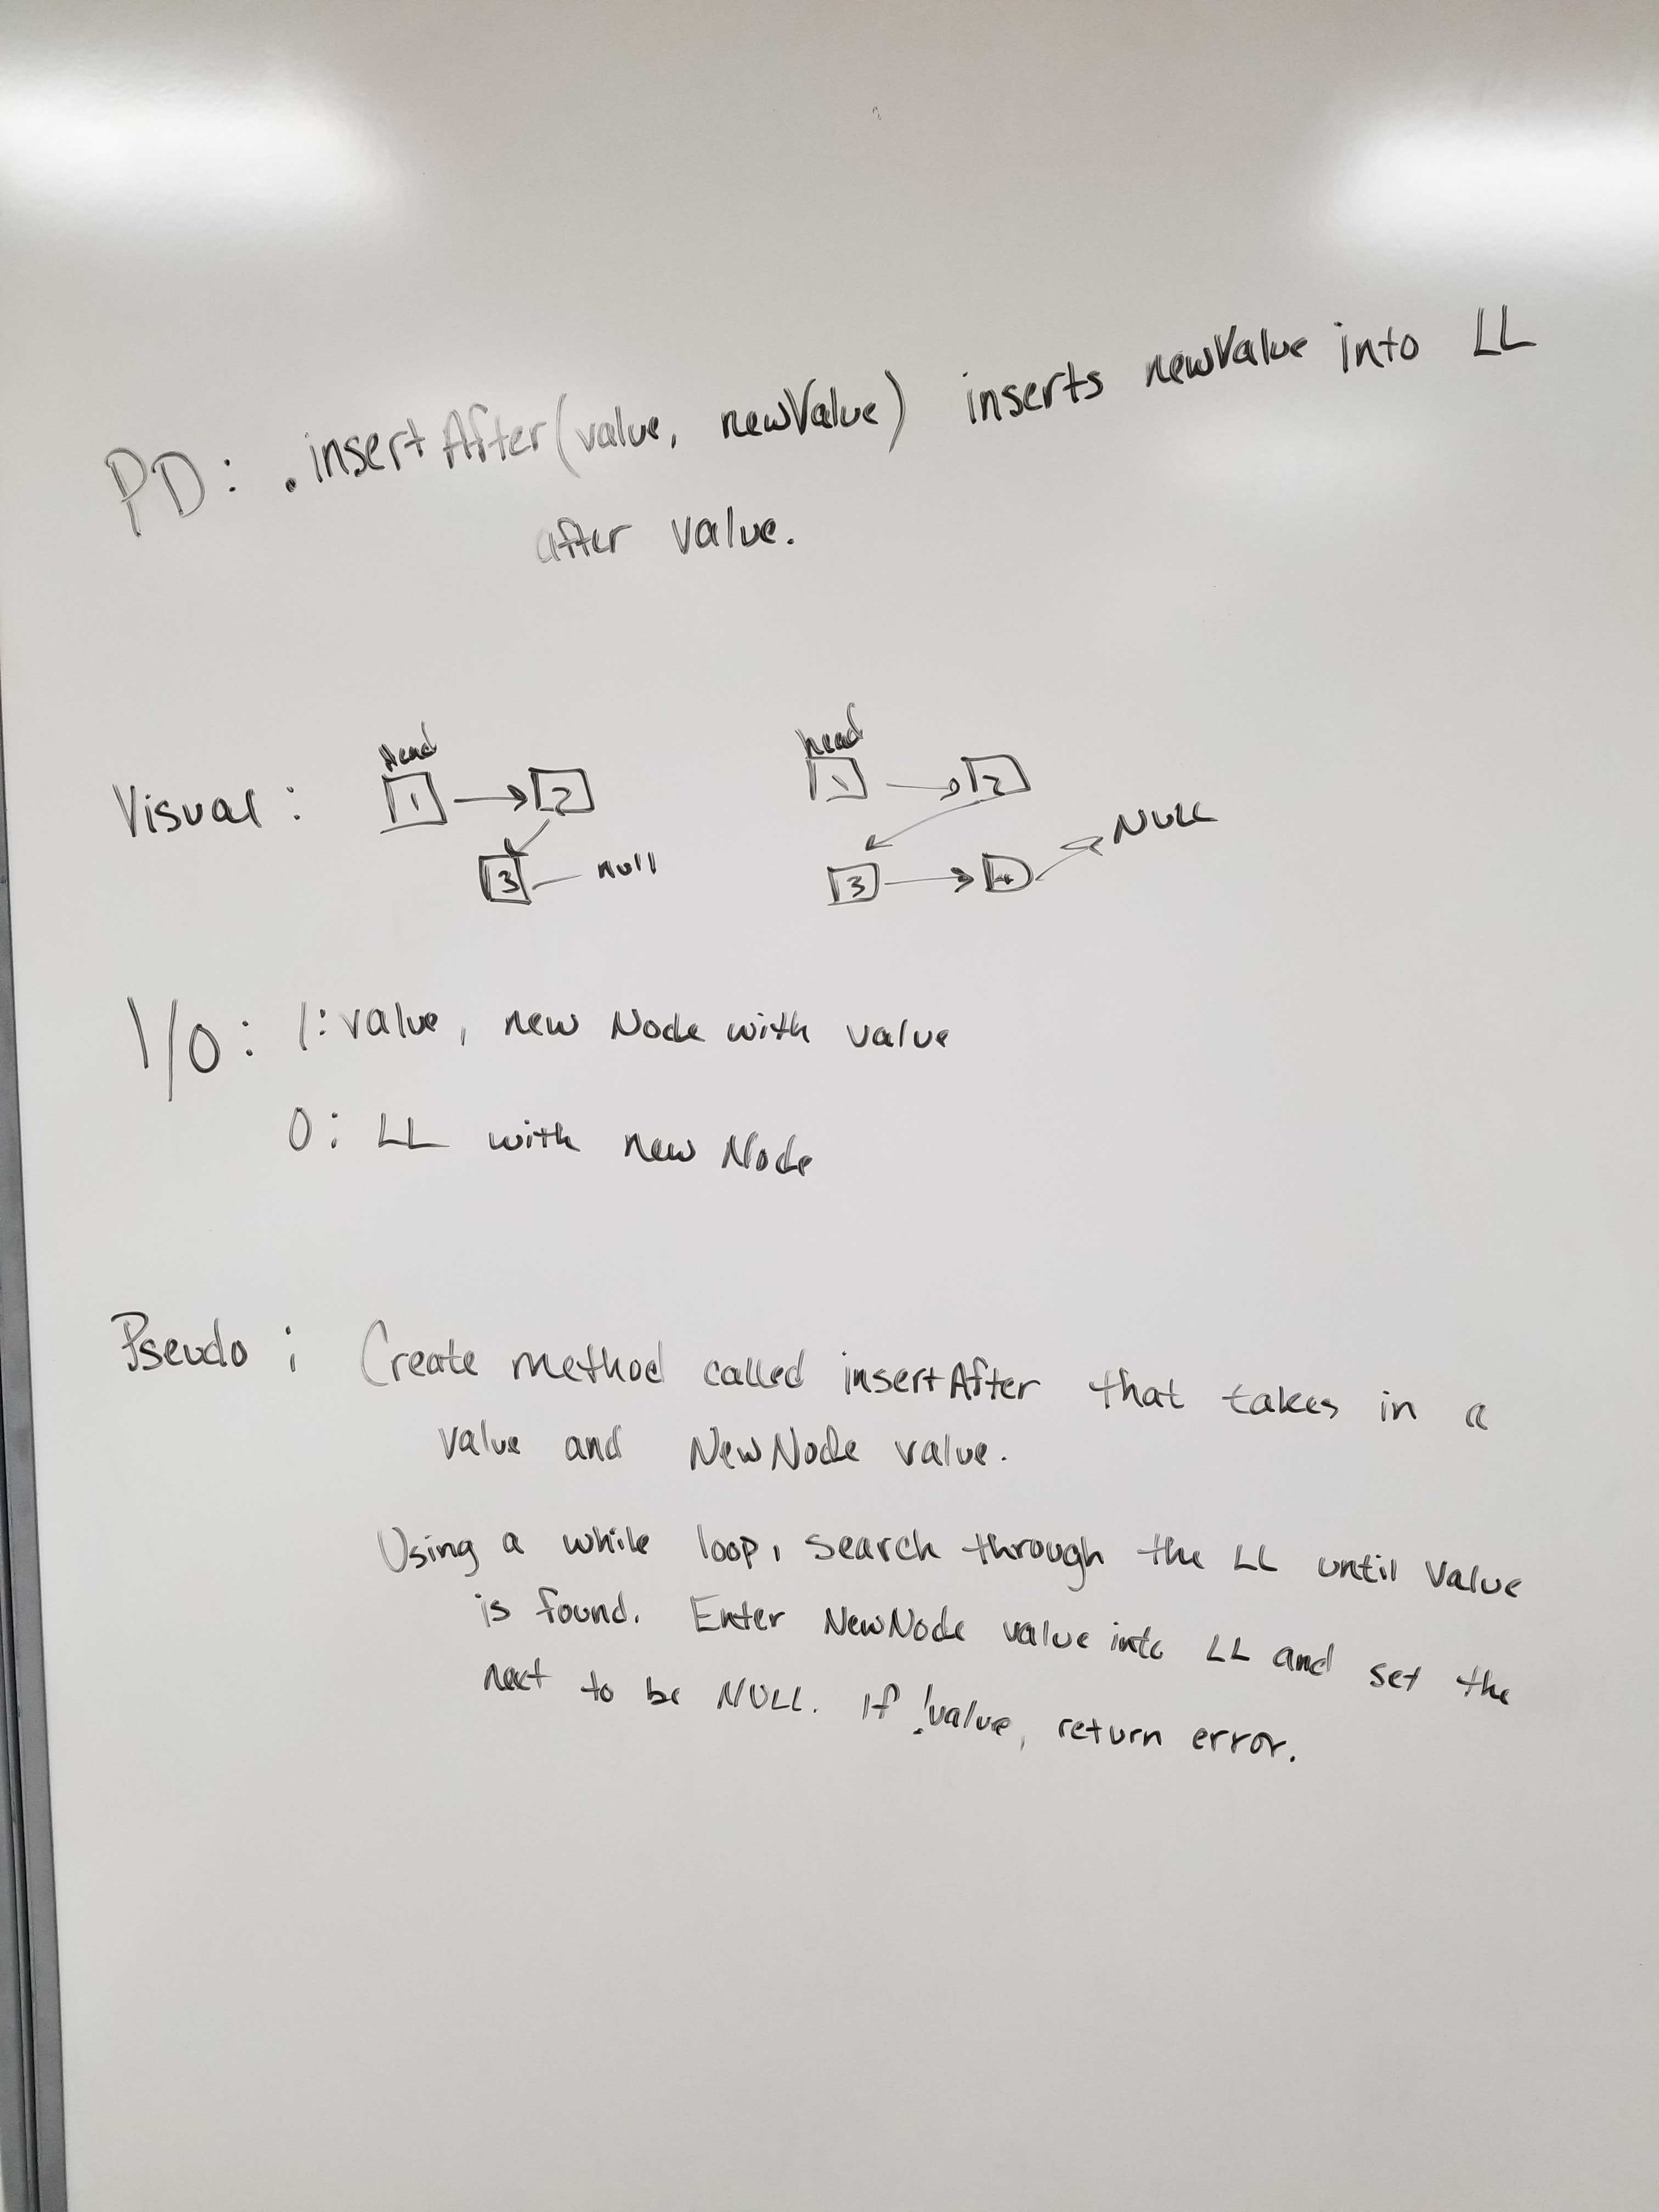 PD: .insertAfter(value, newValue) inserts newValue into LL
after value.
head
head
Visual: 1 2
1 2
3 null
3 4 NULL
I/O: I: value, new Node with value
O: LL with new Node
Pseudo: Create method called insertAfter that takes in a
value and NewNode value.
Using a while loop, search through the LL until value
is found. Enter NewNode value into LL and set the
next to be NULL. If !value, return error.